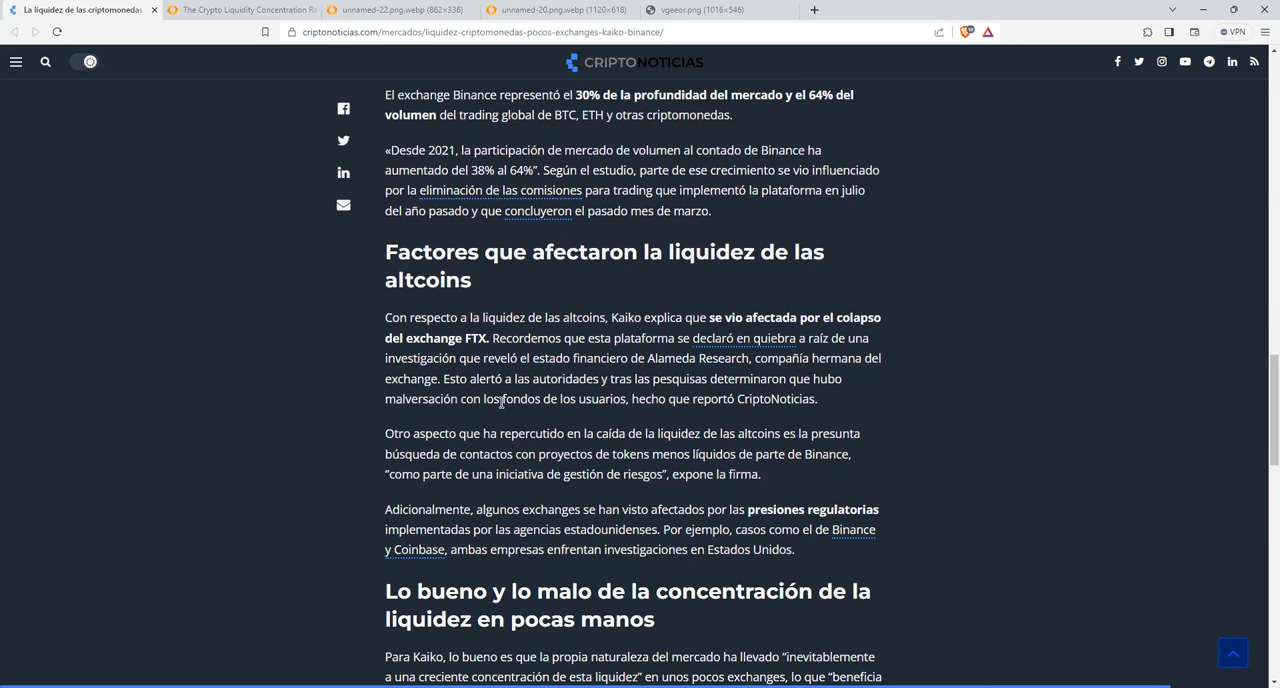 La liquidez de las criptomonedas
The Crypto Liquidity Concentration Re
unnamed-22.png.webp (862×336)
unnamed-20.png.webp (1120×618)
vgeeor.png (1016×546)
criptonoticias.com/mercados/liquidez-criptomonedas-pocos-exchanges-kaiko-binance/
VPN
CRIPTONOTICIAS
El exchange Binance representó el 30% de la profundidad del mercado y el 64% del
volumen del trading global de BTC, ETH y otras criptomonedas.
«Desde 2021, la participación de mercado de volumen al contado de Binance ha
aumentado del 38% al 64%”. Según el estudio, parte de ese crecimiento se vio influenciado
por la eliminación de las comisiones para trading que implementó la plataforma en julio
del año pasado y que concluyeron el pasado mes de marzo.
Factores que afectaron la liquidez de las
altcoins
Con respecto a la liquidez de las altcoins, Kaiko explica que se vio afectada por el colapso
del exchange FTX. Recordemos que esta plataforma se declaró en quiebra a raíz de una
investigación que reveló el estado financiero de Alameda Research, compañía hermana del
exchange. Esto alertó a las autoridades y tras las pesquisas determinaron que hubo
malversación con los fondos de los usuarios, hecho que reportó CriptoNoticias.
Otro aspecto que ha repercutido en la caída de la liquidez de las altcoins es la presunta
búsqueda de contactos con proyectos de tokens menos líquidos de parte de Binance,
“como parte de una iniciativa de gestión de riesgos”, expone la firma.
Adicionalmente, algunos exchanges se han visto afectados por las presiones regulatorias
implementadas por las agencias estadounidenses. Por ejemplo, casos como el de Binance
y Coinbase, ambas empresas enfrentan investigaciones en Estados Unidos.
Lo bueno y lo malo de la concentración de la
liquidez en pocas manos
Para Kaiko, lo bueno es que la propia naturaleza del mercado ha llevado “inevitablemente
a una creciente concentración de esta liquidez” en unos pocos exchanges, lo que “beneficia